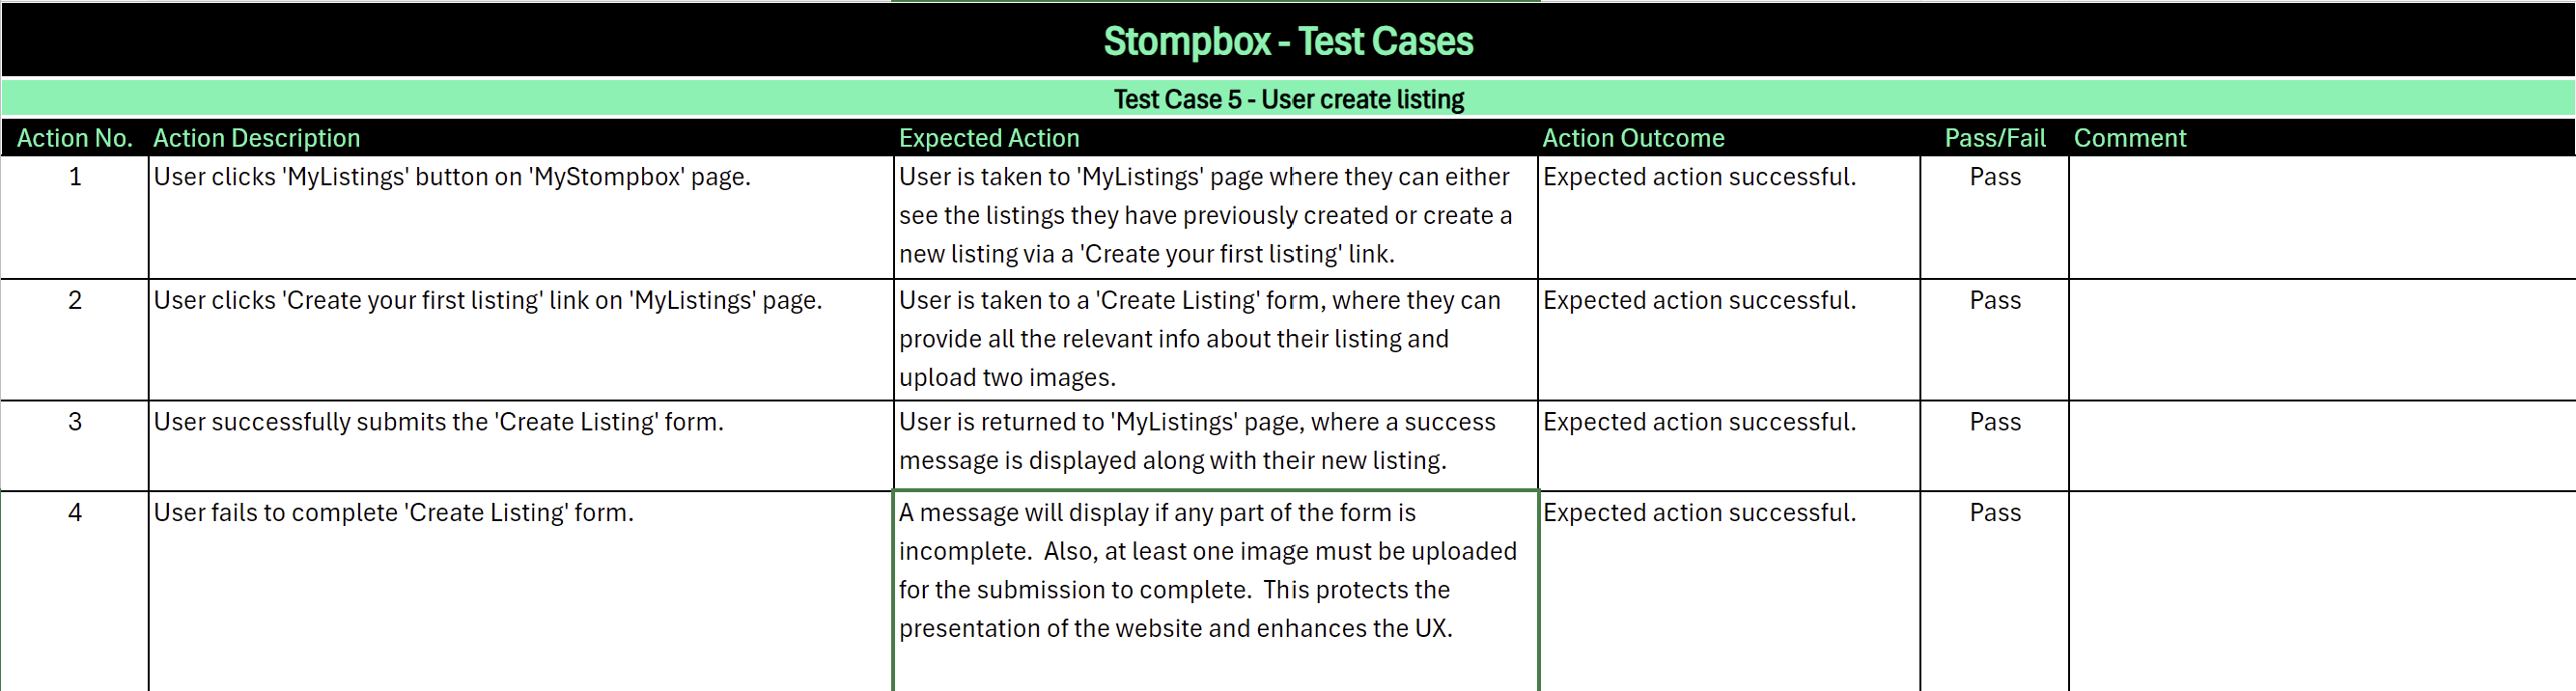 Stompbox - Test Cases
Test Case 5 - User create listing
Action No. Action Description Expected Action Action Outcome Pass/Fail Comment
1 User clicks 'MyListings' button on 'MyStompbox' page. User is taken to 'MyListings' page where they can either Expected action successful. Pass
see the listings they have previously created or create a
new listing via a 'Create your first listing' link.
2 User clicks 'Create your first listing' link on 'MyListings' page. User is taken to a 'Create Listing' form, where they can Expected action successful. Pass
provide all the relevant info about their listing and
upload two images.
3 User successfully submits the 'Create Listing' form. User is returned to 'MyListings' page, where a success Expected action successful. Pass
message is displayed along with their new listing.
4 User fails to complete 'Create Listing' form. A message will display if any part of the form is Expected action successful. Pass
incomplete.  Also, at least one image must be uploaded
for the submission to complete.  This protects the
presentation of the website and enhances the UX.